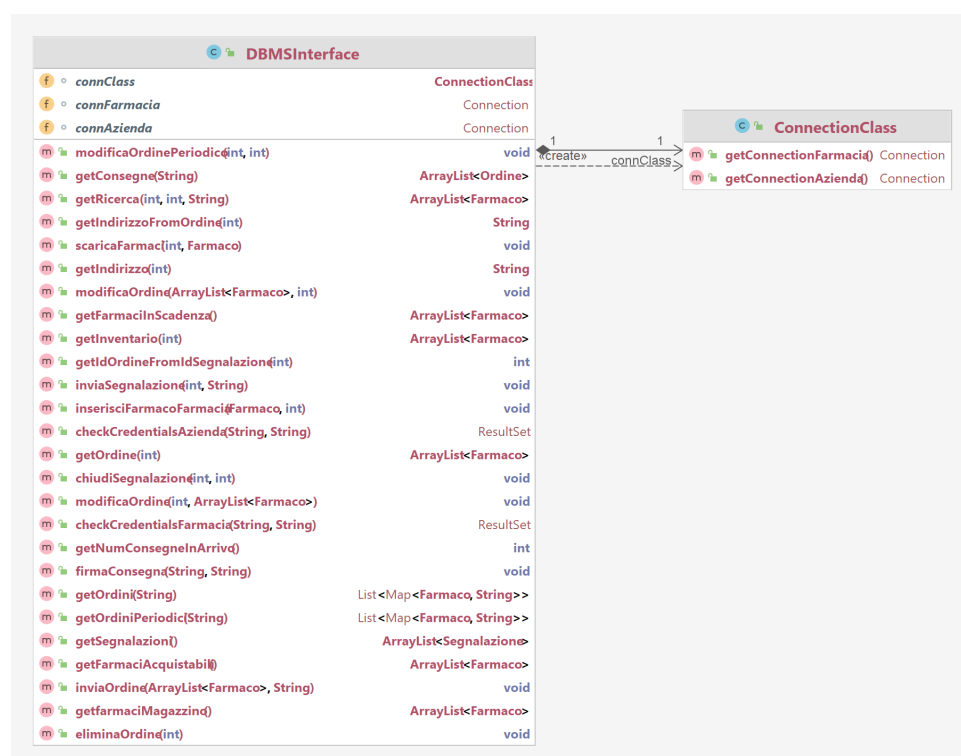 DBMSInterface
connClass ConnectionClass
connFarmacia Connection
connAzienda Connection
modificaOrdinePeriodico(int, int) void
getConsegne(String) ArrayList<Ordine>
getRicerca(int, int, String) ArrayList<Farmaco>
getIndirizzoFromOrdine(int) String
scaricaFarmaci(int, Farmaco) void
getIndirizzo(int) String
modificaOrdine(ArrayList<Farmaco>, int) void
getFarmaciInScadenza() ArrayList<Farmaco>
getInventario(int) ArrayList<Farmaco>
getIdOrdineFromIdSegnalazione(int) int
inviaSegnalazione(int, String) void
inserisciFarmacoFarmacia(Farmaco, int) void
checkCredentialsAzienda(String, String) ResultSet
getOrdine(int) ArrayList<Farmaco>
chiudiSegnalazione(int, int) void
modificaOrdine(int, ArrayList<Farmaco>) void
checkCredentialsFarmacia(String, String) ResultSet
getNumConsegneInArrivo() int
firmaConsegna(String, String) void
getOrdini(String) List<Map<Farmaco, String>>
getOrdiniPeriodici(String) List<Map<Farmaco, String>>
getSegnalazioni() ArrayList<Segnalazione>
getFarmaciAcquistabili() ArrayList<Farmaco>
inviaOrdine(ArrayList<Farmaco>, String) void
getfarmaciMagazzino() ArrayList<Farmaco>
eliminaOrdine(int) void
1 1
«create» connClass
ConnectionClass
getConnectionFarmacia() Connection
getConnectionAzienda() Connection